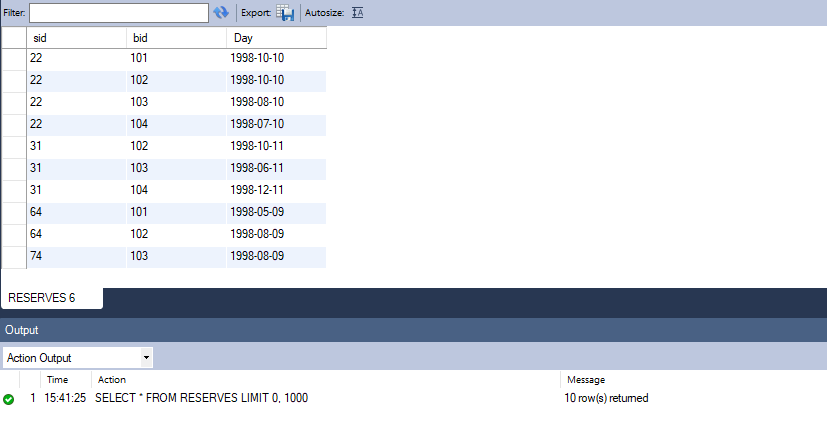 Filter: Export: Autosize:
sid bid Day
22 101 1998-10-10
22 102 1998-10-10
22 103 1998-08-10
22 104 1998-07-10
31 102 1998-10-11
31 103 1998-06-11
31 104 1998-12-11
64 101 1998-05-09
64 102 1998-08-09
74 103 1998-08-09
RESERVES 6
Output
Action Output
Time Action Message
1 15:41:25 SELECT * FROM RESERVES LIMIT 0, 1000 10 row(s) returned